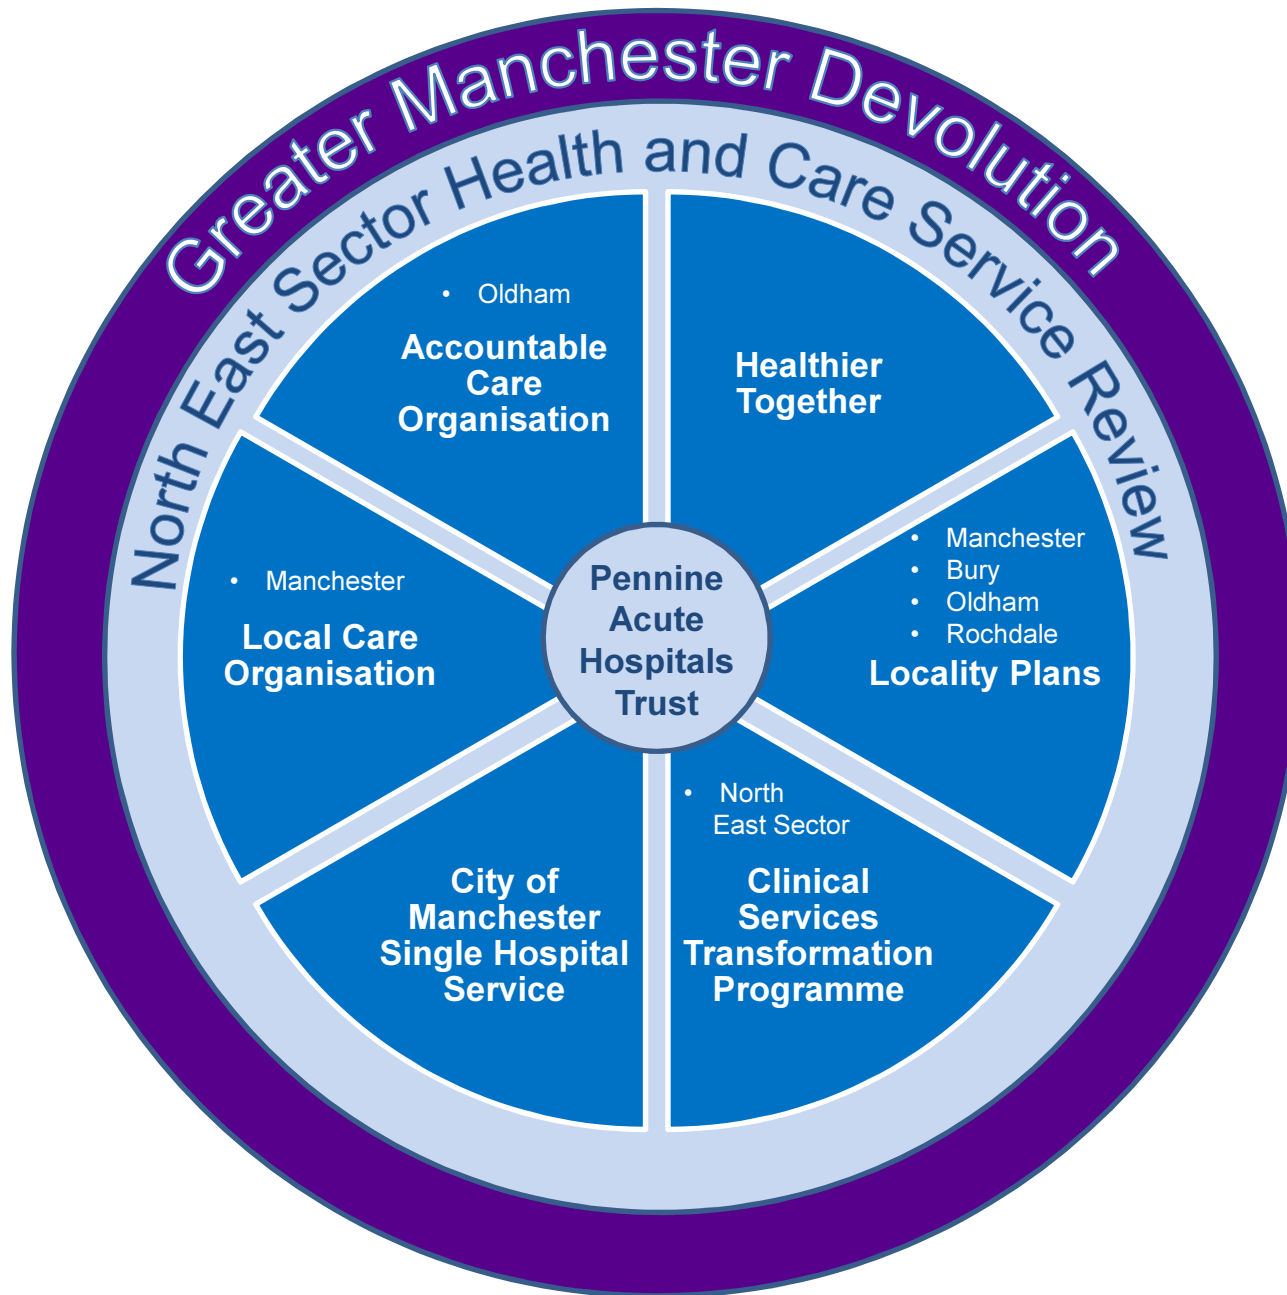 Greater Manchester Devolution
North East Sector Health and Care Service Review
• Oldham
Accountable
Care
Organisation
Healthier
Together
• Manchester
• Bury
• Oldham
• Rochdale
Locality Plans
• Manchester
Local Care
Organisation
Pennine
Acute
Hospitals
Trust
City of
Manchester
Single Hospital
Service
• North
East Sector
Clinical
Services
Transformation
Programme